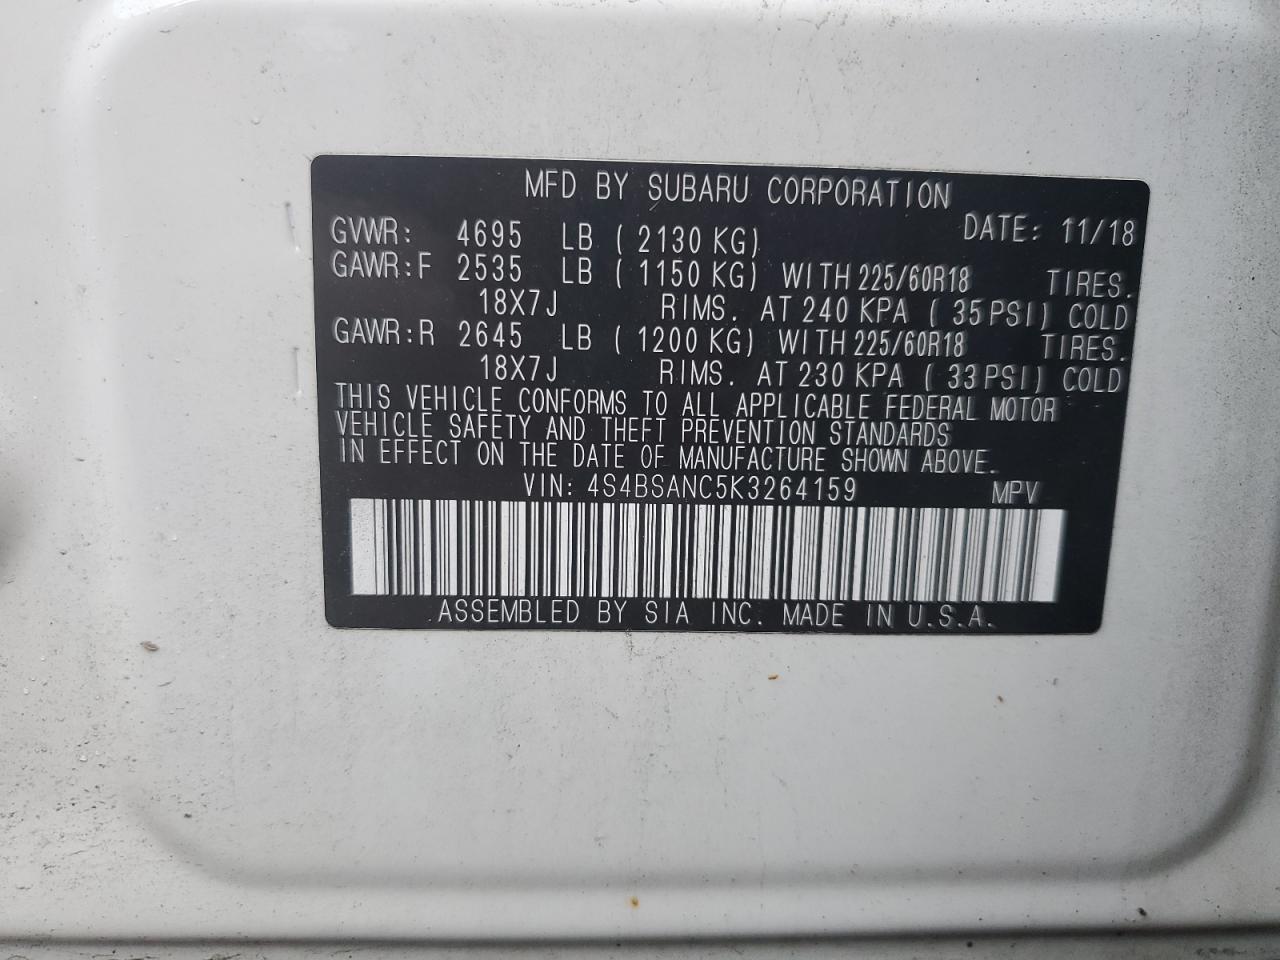 MFD BY SUBARU CORPORATION
DATE: 11/18
GVWR: 4695 LB ( 2130 KG)
GAWR:F 2535 LB ( 1150 KG) WITH 225/60R18 TIRES.
18X7J RIMS. AT 240 KPA ( 35 PSI) COLD
GAWR:R 2645 LB ( 1200 KG) WITH 225/60R18 TIRES.
18X7J RIMS. AT 230 KPA ( 33 PSI) COLD
THIS VEHICLE CONFORMS TO ALL APPLICABLE FEDERAL MOTOR
VEHICLE SAFETY AND THEFT PREVENTION STANDARDS
IN EFFECT ON THE DATE OF MANUFACTURE SHOWN ABOVE.
VIN: 4S4BSANC5K3264159 MPV
ASSEMBLED BY SIA INC. MADE IN U.S.A.